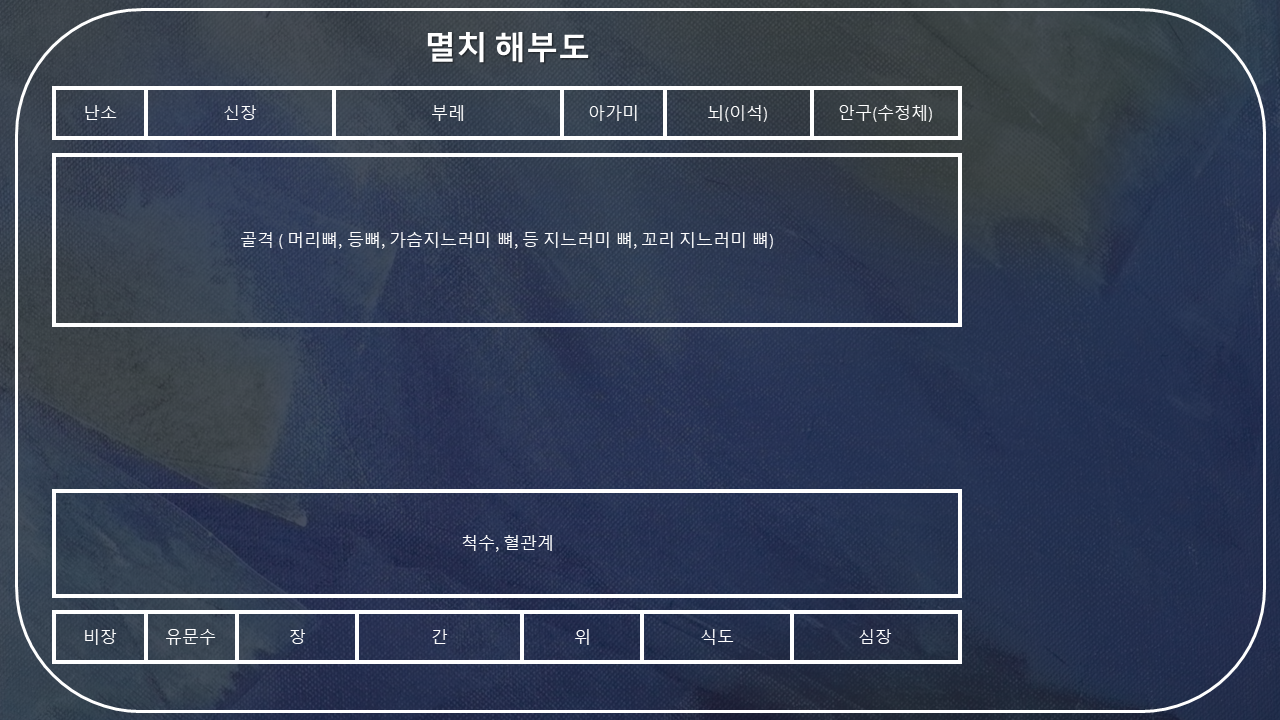 멸치 해부도
난소 신장 부레 아가미 뇌(이석) 안구(수정체)
골격 ( 머리뼈, 등뼈, 가슴지느러미 뼈, 등 지느러미 뼈, 꼬리 지느러미 뼈)
척수, 혈관계
비장 유문수 장 간 위 식도 심장